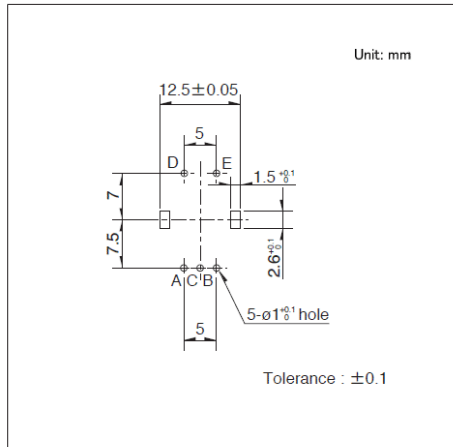 Unit: mm
12.5±0.05
5
D E
1.5 +0.1 0
7
7.5
2.6 +0.1 0
A C B
5-ø1 +0.1 0 hole
5
Tolerance : ±0.1